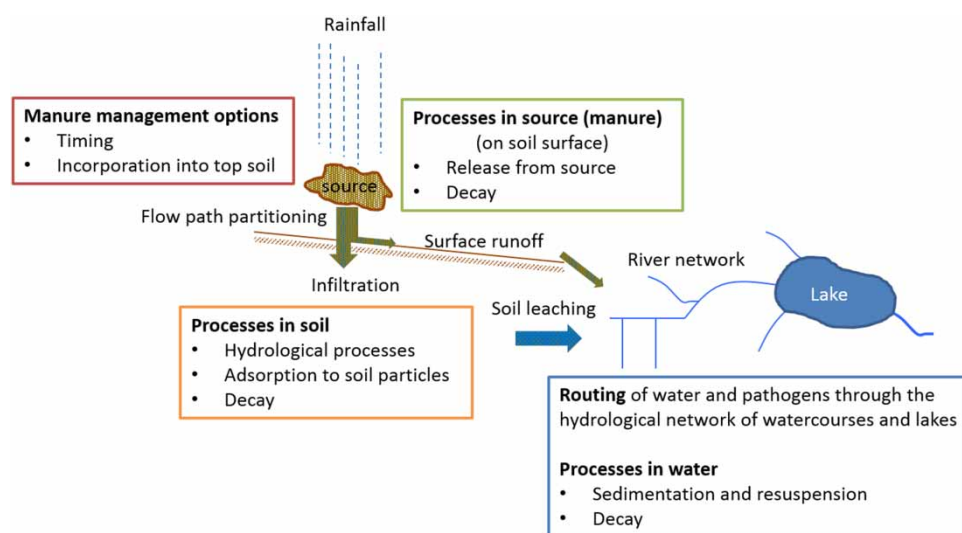 Rainfall
Manure management options
• Timing
• Incorporation into top soil
Processes in source (manure)
(on soil surface)
• Release from source
• Decay
source
Flow path partitioning
Surface runoff
Infiltration
River network
Lake
Soil leaching
Processes in soil
• Hydrological processes
• Adsorption to soil particles
• Decay
Routing of water and pathogens through the
hydrological network of watercourses and lakes
Processes in water
• Sedimentation and resuspension
• Decay